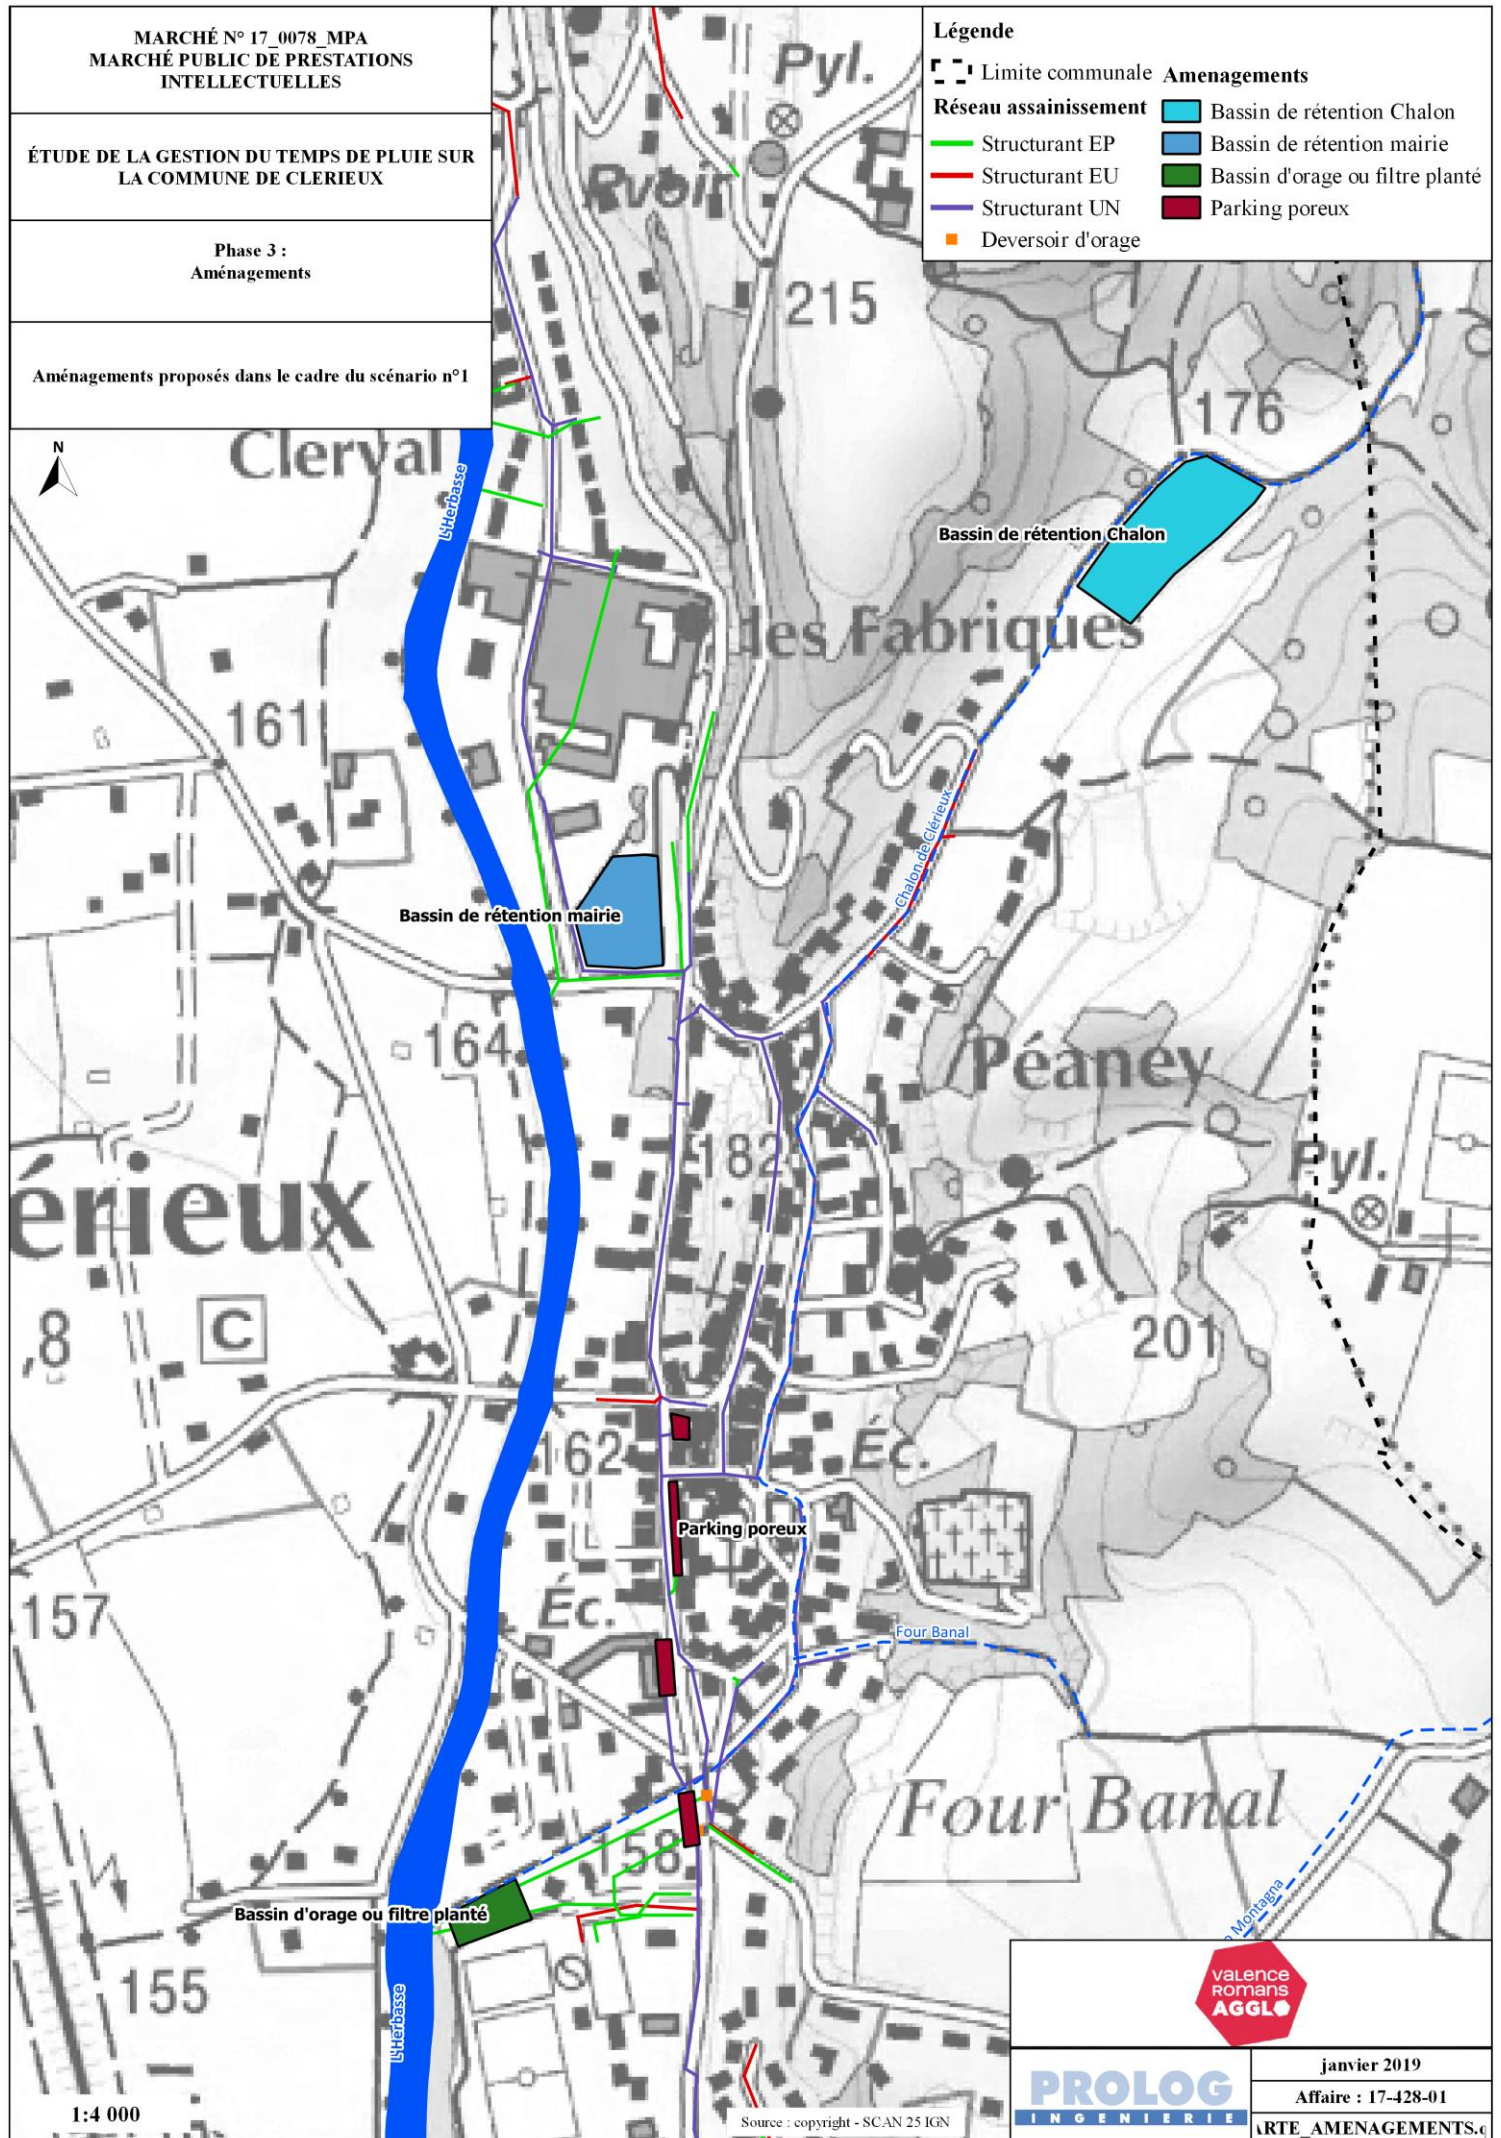 MARCHÉ N° 17_0078_MPA
MARCHÉ PUBLIC DE PRESTATIONS
INTELLECTUELLES
ÉTUDE DE LA GESTION DU TEMPS DE PLUIE SUR
LA COMMUNE DE CLERIEUX
Phase 3 :
Aménagements
Aménagements proposés dans le cadre du scénario n°1
Légende
Limite communale
Réseau assainissement
Structurant EP
Structurant EU
Structurant UN
Deversoir d'orage
Amenagements
Bassin de rétention Chalon
Bassin de rétention mairie
Bassin d'orage ou filtre planté
Parking poreux
N
Pyl.
Rvoir
215
176
Clerval
L'Herbasse
Bassin de rétention Chalon
des Fabriques
161
Chalon de Clérieux
Bassin de rétention mairie
164
Péaney
182
Pyl.
érieux
8
C
201
162
Éc.
Parking poreux
157
Éc.
Four Banal
Four Banal
158
Montagna
Bassin d'orage ou filtre planté
155
L'Herbasse
1:4 000
Source : copyright - SCAN 25 IGN
VALENCE
ROMANS
AGGLO
PROLOG
INGENIERIE
janvier 2019
Affaire : 17-428-01
ARTE_AMENAGEMENTS.q